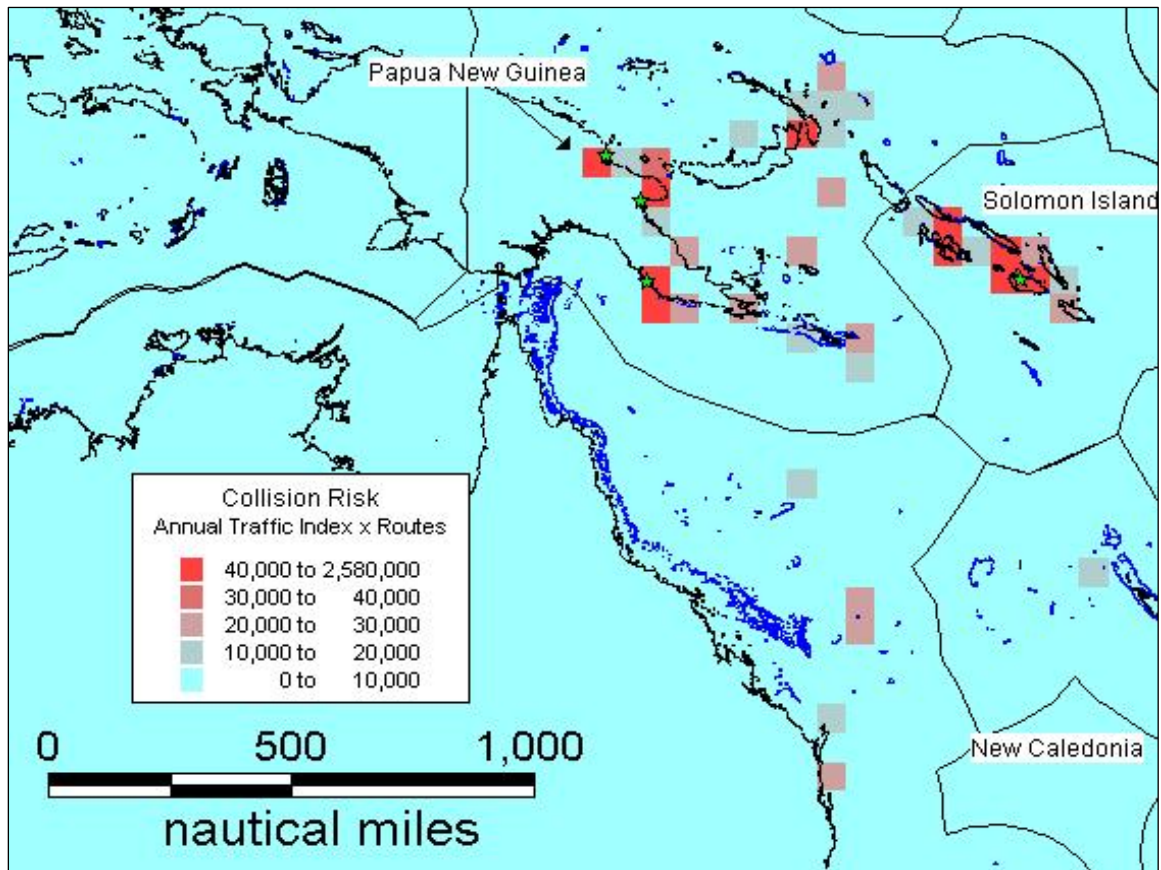 Papua New Guinea
Solomon Island
Collision Risk
Annual Traffic Index x Routes
40,000 to 2,580,000
30,000 to 40,000
20,000 to 30,000
10,000 to 20,000
0 to 10,000
0 500 1,000
nautical miles
New Caledonia